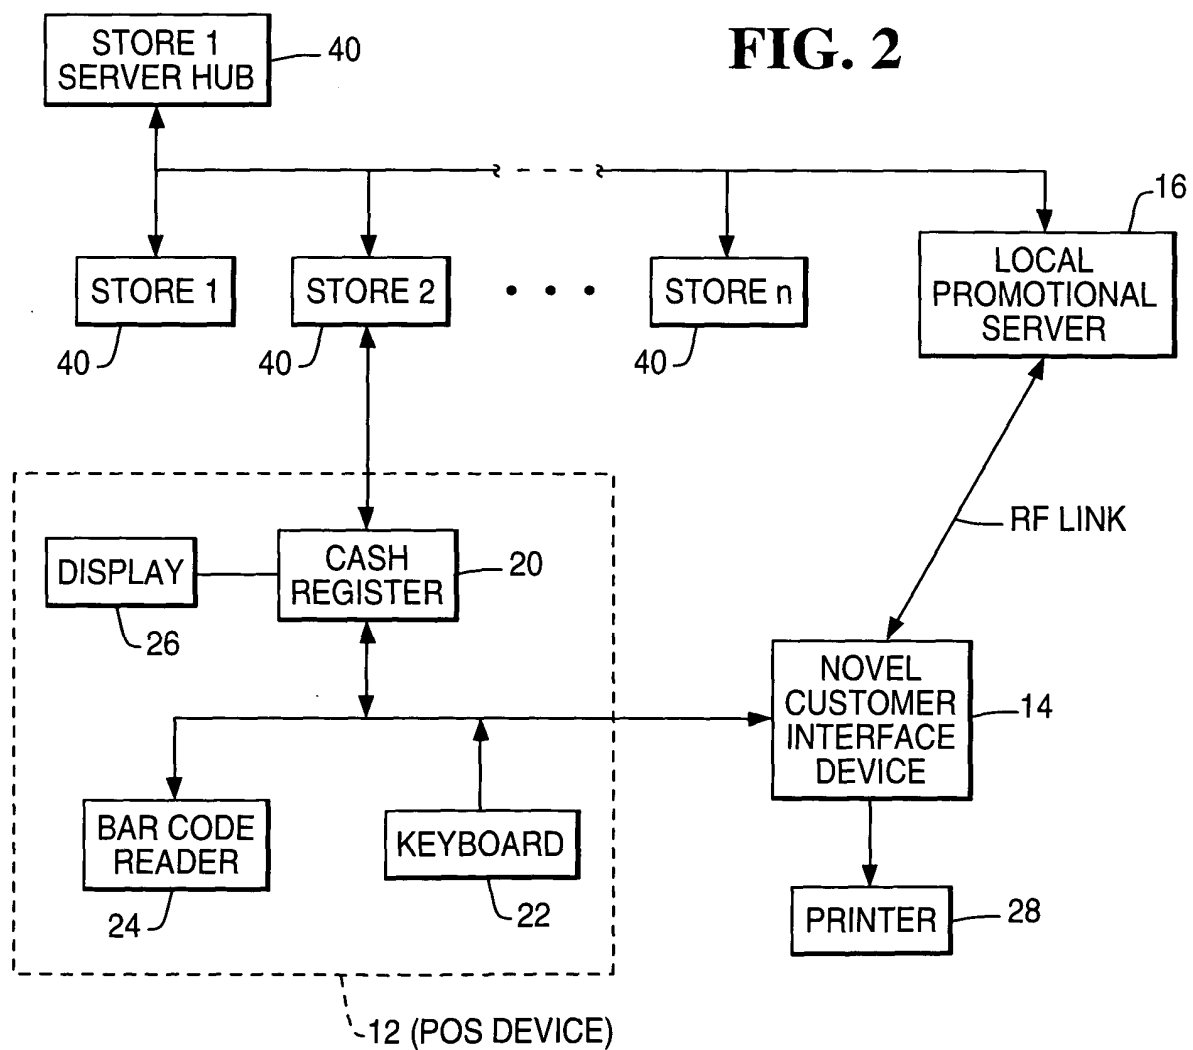 FIG. 2
STORE 1
SERVER HUB
40
16
STORE 1
STORE 2
• • •
STORE n
LOCAL
PROMOTIONAL
SERVER
40
40
40
RF LINK
DISPLAY
CASH
REGISTER
20
26
NOVEL
CUSTOMER
INTERFACE
DEVICE
14
BAR CODE
READER
KEYBOARD
24
22
PRINTER
28
12 (POS DEVICE)